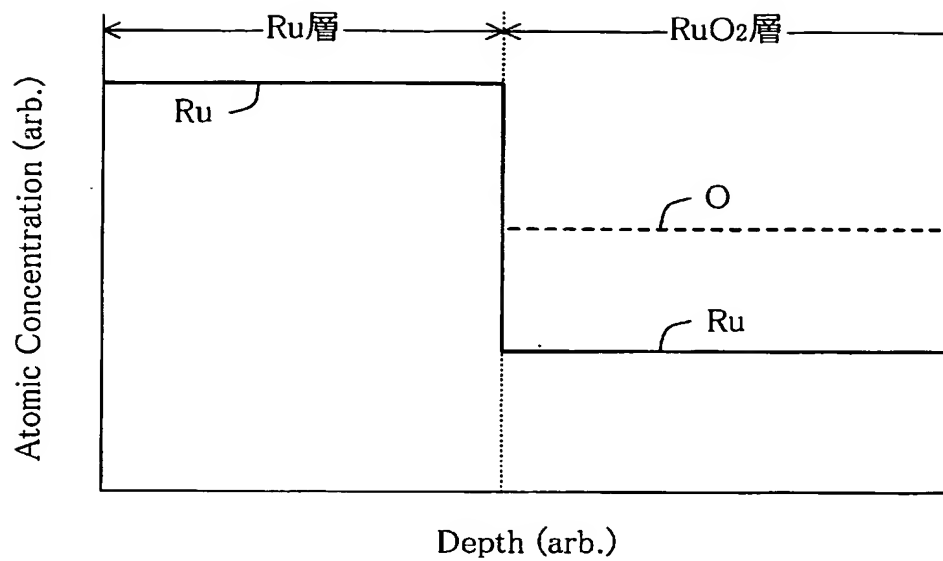 Ru層
RuO₂層
Ru
O
Ru
Atomic Concentration (arb.)
Depth (arb.)